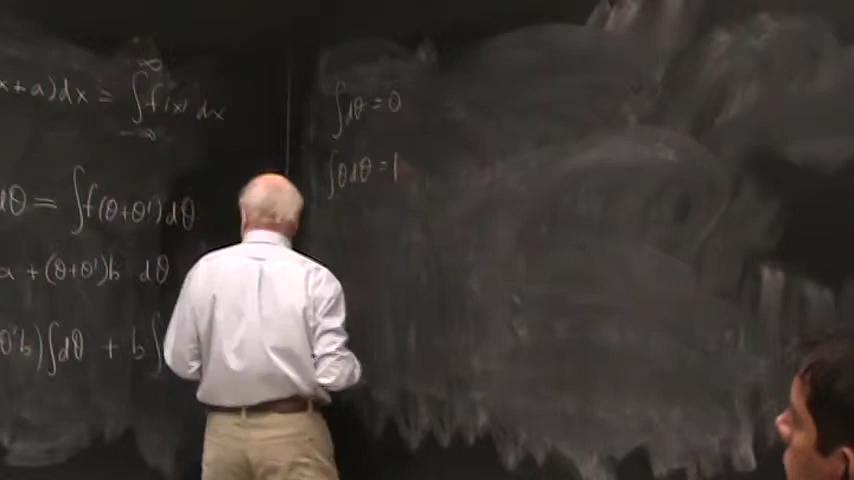 x+a)dx = ∫_{-∞}^{∞} f(x) dx
∫dθ = 0
∫θdθ = 1
dθ = ∫f(θ+θ')dθ
a + (θ+θ')b dθ
θ'b)∫dθ + b∫